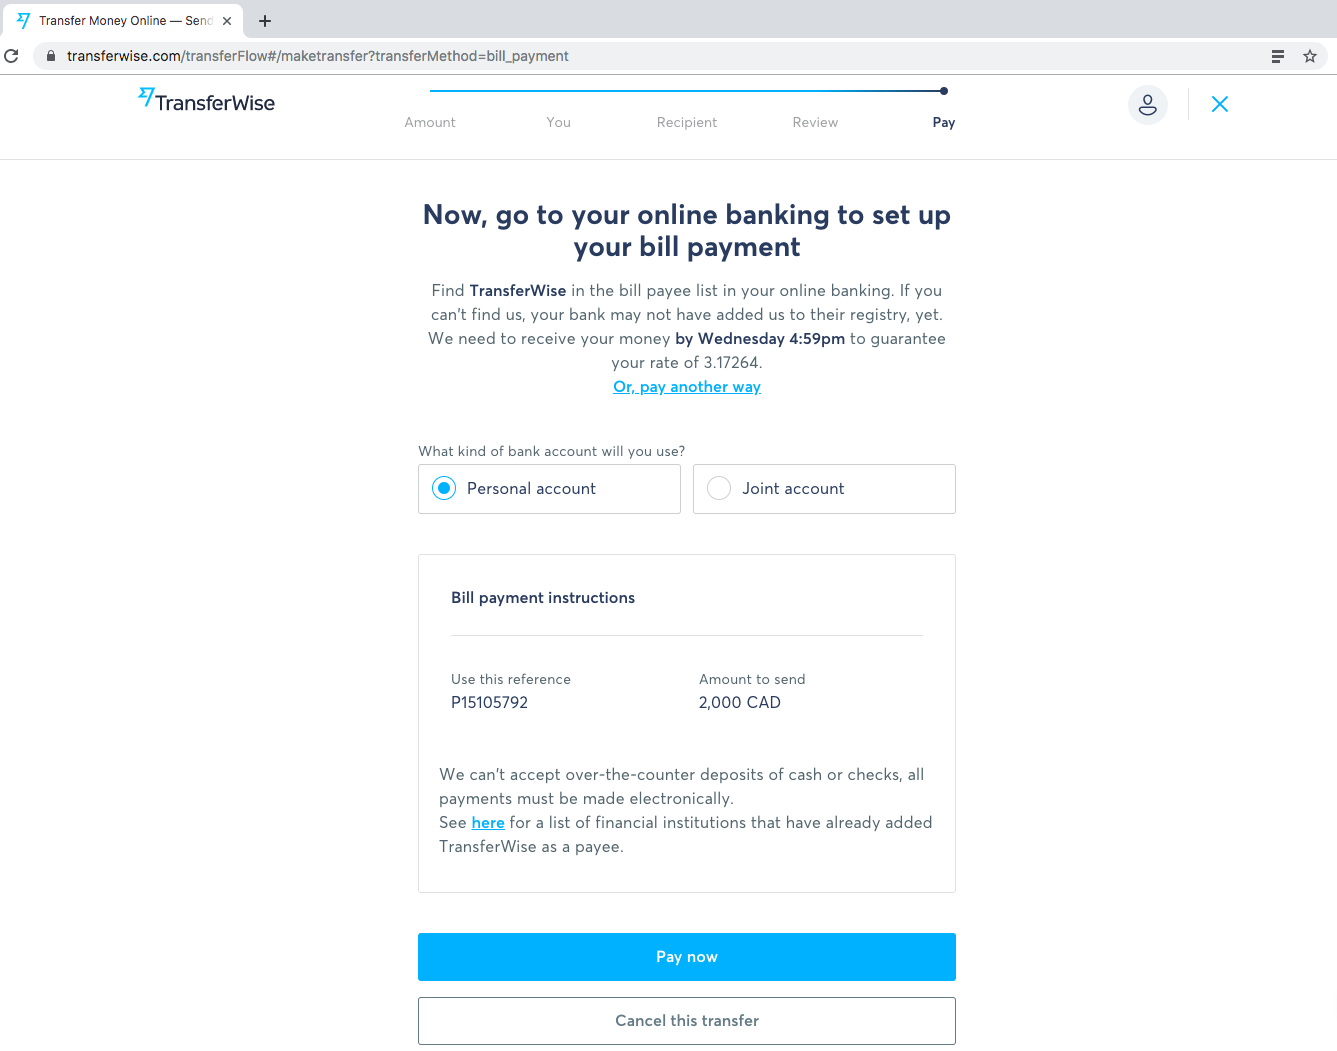 Transfer Money Online — Send
transferwise.com/transferFlow#/maketransfer?transferMethod=bill_payment
TransferWise
Amount
You
Recipient
Review
Pay
Now, go to your online banking to set up
your bill payment
Find TransferWise in the bill payee list in your online banking. If you
can't find us, your bank may not have added us to their registry, yet.
We need to receive your money by Wednesday 4:59pm to guarantee
your rate of 3.17264.
Or, pay another way
What kind of bank account will you use?
Personal account
Joint account
Bill payment instructions
Use this reference
P15105792
Amount to send
2,000 CAD
We can't accept over-the-counter deposits of cash or checks, all
payments must be made electronically.
See here for a list of financial institutions that have already added
TransferWise as a payee.
Pay now
Cancel this transfer